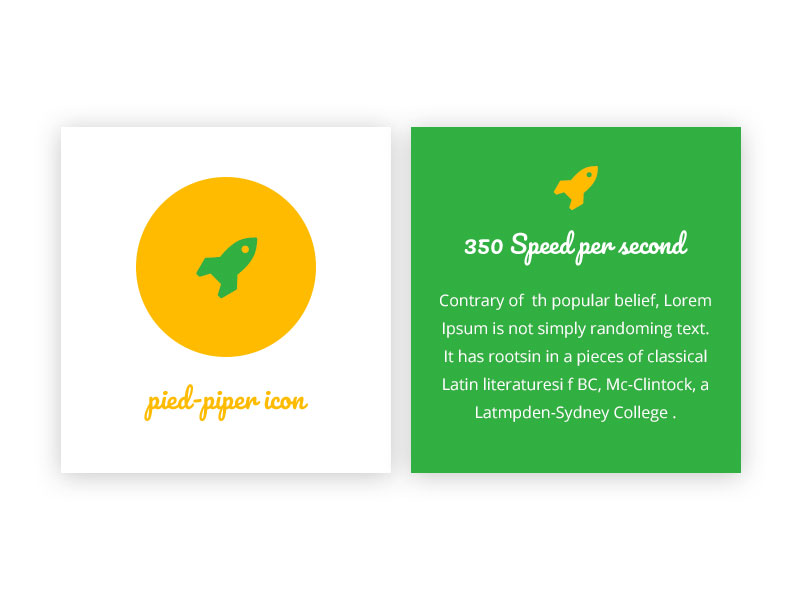 pied-piper icon
350 Speed per second
Contrary of  th popular belief, Lorem
Ipsum is not simply randoming text.
It has rootsin in a pieces of classical
Latin literaturesi f BC, Mc-Clintock, a
Latmpden-Sydney College .